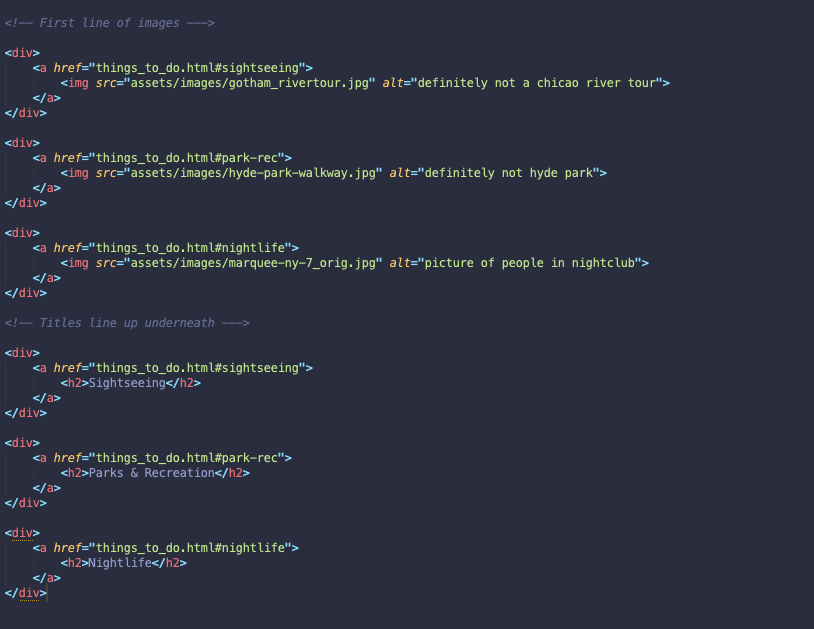 <!-- First line of images --->
<div>
<a href="things_to_do.html#sightseeing">
<img src="assets/images/gotham_rivertour.jpg" alt="definitely not a chicao river tour">
</a>
</div>
<div>
<a href="things_to_do.html#park-rec">
<img src="assets/images/hyde-park-walkway.jpg" alt="definitely not hyde park">
</a>
</div>
<div>
<a href="things_to_do.html#nightlife">
<img src="assets/images/marquee-ny-7_orig.jpg" alt="picture of people in nightclub">
</a>
</div>
<!-- Titles line up underneath --->
<div>
<a href="things_to_do.html#sightseeing">
<h2>Sightseeing</h2>
</a>
</div>
<div>
<a href="things_to_do.html#park-rec">
<h2>Parks & Recreation</h2>
</a>
</div>
<div>
<a href="things_to_do.html#nightlife">
<h2>Nightlife</h2>
</a>
</div>